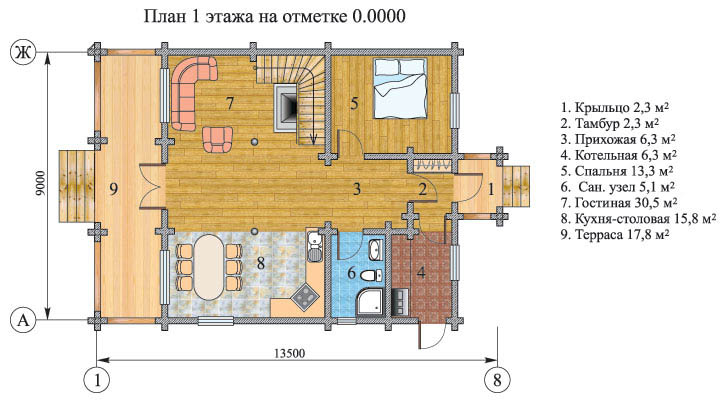 План 1 этажа на отметке 0.0000
Ж
7
5
1. Крыльцо 2,3 м²
2. Тамбур 2,3 м²
3. Прихожая 6,3 м²
4. Котельная 6,3 м²
5. Спальня 13,3 м²
6. Сан. узел 5,1 м²
7. Гостиная 30,5 м²
8. Кухня-столовая 15,8 м²
9. Терраса 17,8 м²
9000
9
3
2
1
8
6
4
А
13500
1
8